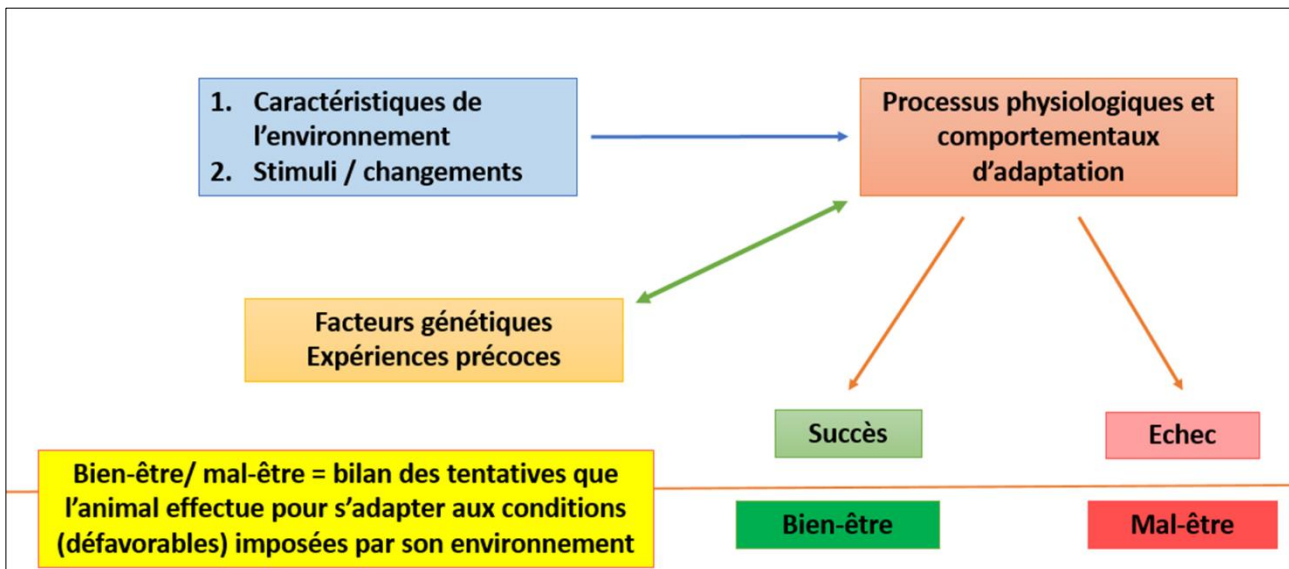 1. Caractéristiques de
l'environnement
2. Stimuli / changements
Processus physiologiques et
comportementaux
d'adaptation
Facteurs génétiques
Expériences précoces
Succès
Echec
Bien-être/ mal-être = bilan des tentatives que
l'animal effectue pour s'adapter aux conditions
(défavorables) imposées par son environnement
Bien-être
Mal-être